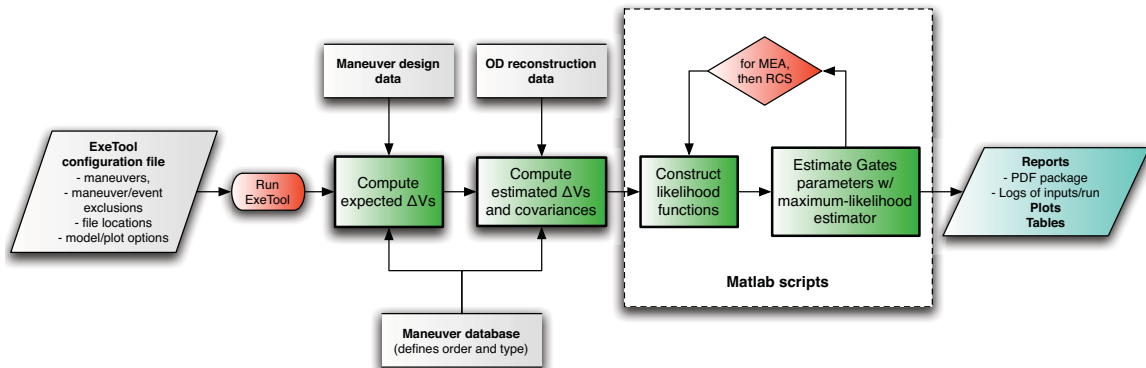 ExeTool
configuration file
- maneuvers,
- maneuver/event
exclusions
- file locations
- model/plot options
Run
ExeTool
Maneuver design
data
OD reconstruction
data
Compute
expected ΔVs
Compute
estimated ΔVs
and covariances
Maneuver database
(defines order and type)
for MEA,
then RCS
Construct
likelihood
functions
Estimate Gates
parameters w/
maximum-likelihood
estimator
Matlab scripts
Reports
- PDF package
- Logs of inputs/run
Plots
Tables